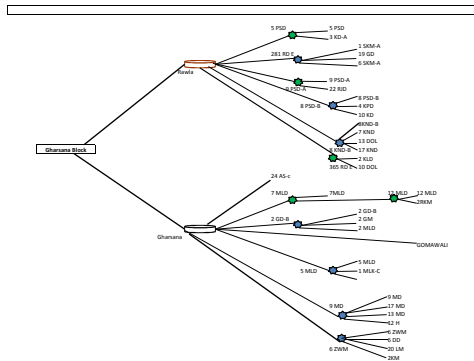 5 PSD
5 PSD
3 KD-A
281 RD E
1 SKM-A
19 GD
6 SKM-A
Rawla
9 PSD-A
9 PSD-A
22 RJD
8 PSD-B
8 PSD-B
4 KPD
10 KD
8KND-B
7 KND
13 DOL
8 KND-B
17 KND
2 KLD
365 RD E
10 DOL
Gharsana Block
24 AS-c
7 MLD
7MLD
12 MLD
12 MLD
2RKM
2 GD-B
2 GD-B
2 GM
2 MLD
Gharsana
GOMAWALI
5 MLD
5 MLD
1 MLK-C
9 MD
9 MD
17 MD
13 MD
12 H
6 ZWM
6 ZWM
6 DD
20 LM
2KM